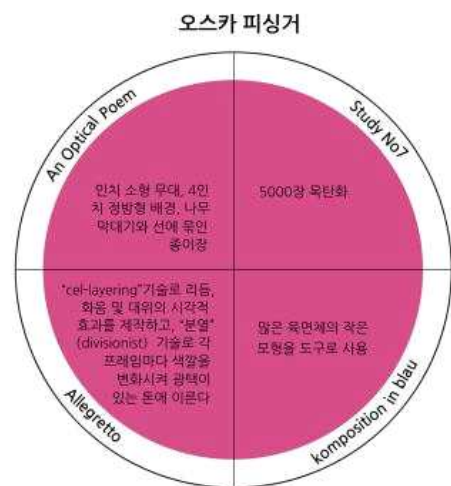 오스카 피싱거
An Optical Poem
Study No7
인치 소형 무대, 4인
치 정방형 배경, 나무
막대기와 선에 묶인
종이장
5000장 목탄화
"cel-layering"기술로 리듬,
화음 및 대위의 시각적
효과를 제작하고, "분열"
(divisionist) 기술로 각
프레임마다 색깔을
변화시켜 광택이
있는 톤에 이른다
많은 육면체의 작은
모형을 도구로 사용
Allegretto
komposition in blau